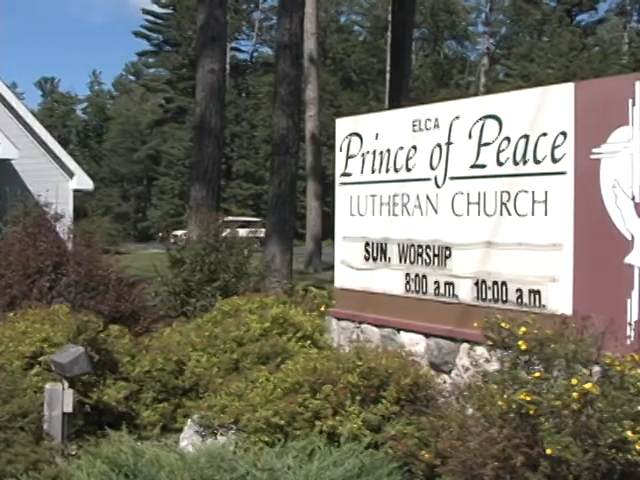 ELCA
Prince of Peace
LUTHERAN CHURCH
SUN. WORSHIP
8:00 a.m. 10:00 a.m.